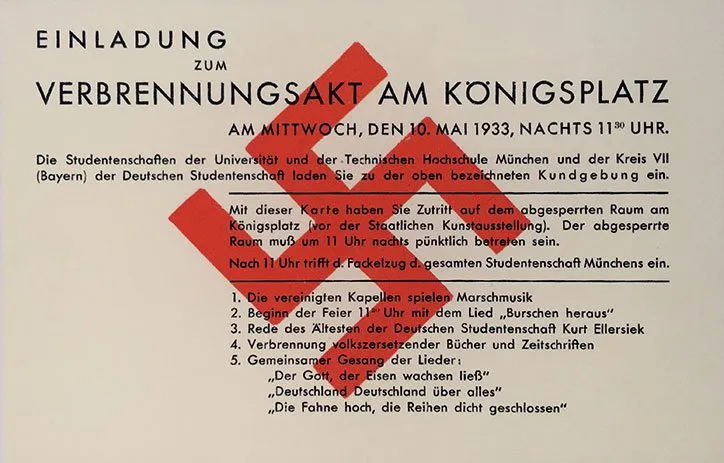 EINLADUNG
ZUM
VERBRENNUNGSAKT AM KÖNIGSPLATZ
AM MITTWOCH, DEN 10. MAI 1933, NACHTS 11³⁰ UHR.
Die Studentenschaften der Universität und der Technischen Hochschule München und der Kreis VII
(Bayern) der Deutschen Studentenschaft laden Sie zu der oben bezeichneten Kundgebung ein.
Mit dieser Karte haben Sie Zutritt auf dem abgesperrten Raum am
Königsplatz (vor der Staatlichen Kunstausstellung). Der abgesperrte
Raum muß um 11 Uhr nachts pünktlich betreten sein.
Nach 11 Uhr trifft d. Fackelzug d. gesamten Studentenschaft Münchens ein.
1. Die vereinigten Kapellen spielen Marschmusik
2. Beginn der Feier 11³⁰ Uhr mit dem Lied „Burschen heraus"
3. Rede des Ältesten der Deutschen Studentenschaft Kurt Ellersiek
4. Verbrennung volkszersetzender Bücher und Zeitschriften
5. Gemeinsamer Gesang der Lieder:
„Der Gott, der Eisen wachsen ließ"
„Deutschland Deutschland über alles"
„Die Fahne hoch, die Reihen dicht geschlossen"